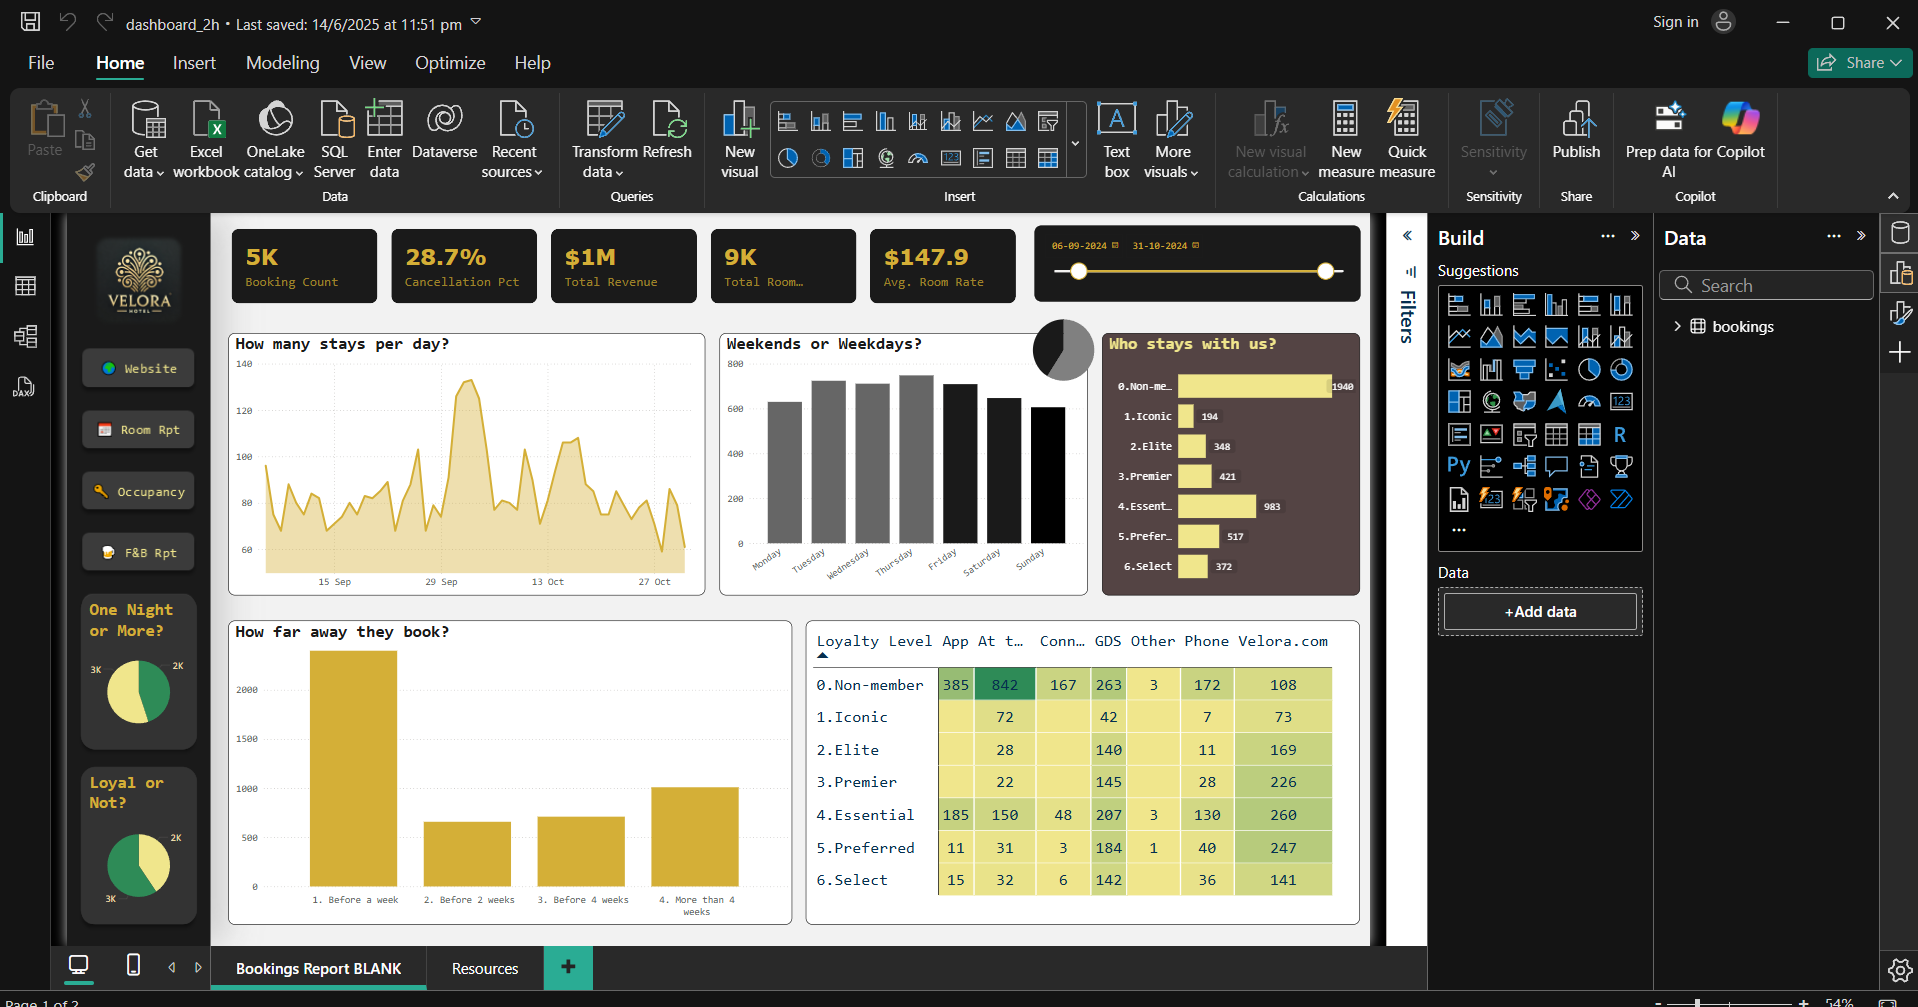 dashboard_2h • Last saved: 14/6/2025 at 11:51 pm
Sign in
File Home Insert Modeling View Optimize Help
Share
Paste
Get data
Excel workbook
OneLake catalog
SQL Server
Enter data
Dataverse
Recent sources
Transform data
Refresh
New visual
Text box
More visuals
New visual calculation
New measure
Quick measure
Sensitivity
Publish
Prep data for AI
Copilot
Clipboard
Data
Queries
Insert
Calculations
Sensitivity
Share
Copilot
VELORA
HOTEL
Website
Room Rpt
Occupancy
F&B Rpt
One Night or More?
3K
2K
Loyal or Not?
2K
3K
5K
Booking Count
28.7%
Cancellation Pct
$1M
Total Revenue
9K
Total Room…
$147.9
Avg. Room Rate
06-09-2024
31-10-2024
How many stays per day?
140
120
100
80
60
15 Sep 29 Sep 13 Oct 27 Oct
Weekends or Weekdays?
800
600
400
200
0
Monday Tuesday Wednesday Thursday Friday Saturday Sunday
Who stays with us?
0.Non-me… 1940
1.Iconic 194
2.Elite 348
3.Premier 421
4.Essent… 983
5.Prefer… 517
6.Select 372
How far away they book?
2000
1500
1000
500
0
1. Before a week 2. Before 2 weeks 3. Before 4 weeks 4. More than 4 weeks
Loyalty Level App At t… Conn… GDS Other Phone Velora.com
0.Non-member 385 842 167 263 3 172 108
1.Iconic 72 42 7 73
2.Elite 28 140 11 169
3.Premier 22 145 28 226
4.Essential 185 150 48 207 3 130 260
5.Preferred 11 31 3 184 1 40 247
6.Select 15 32 6 142 36 141
Filters
Build
Suggestions
123
R
Py
123
Data
+Add data
Data
Search
bookings
DAX
Bookings Report BLANK
Resources
Page 1 of 2
54%